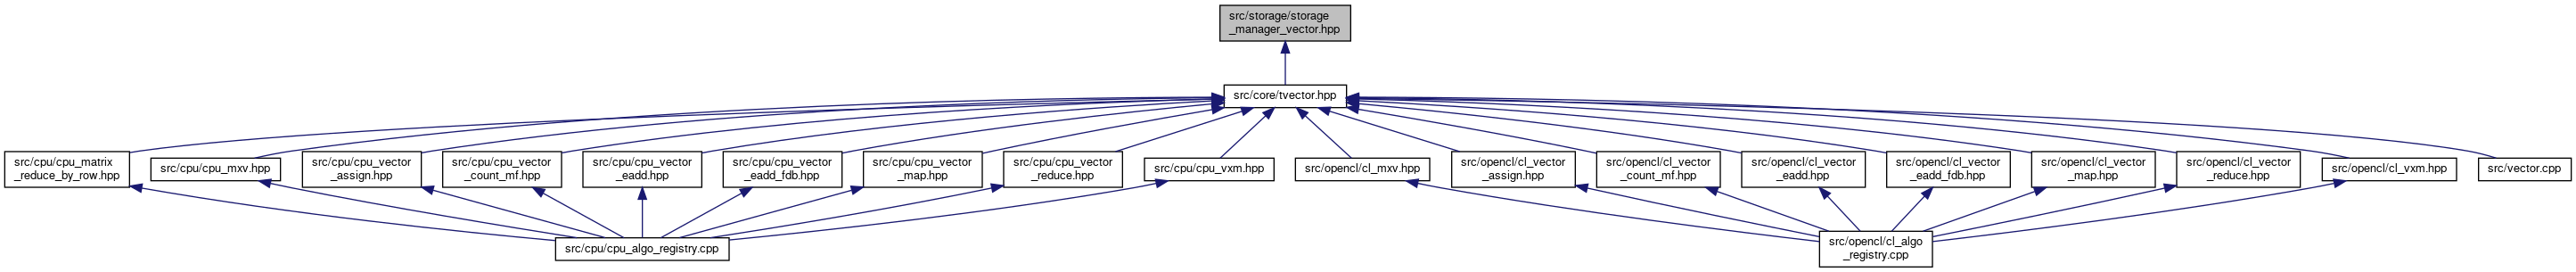 src/storage/storage
_manager_vector.hpp
src/core/tvector.hpp
src/cpu/cpu_matrix
_reduce_by_row.hpp
src/cpu/cpu_mxv.hpp
src/cpu/cpu_vector
_assign.hpp
src/cpu/cpu_vector
_count_mf.hpp
src/cpu/cpu_vector
_eadd.hpp
src/cpu/cpu_vector
_eadd_fdb.hpp
src/cpu/cpu_vector
_map.hpp
src/cpu/cpu_vector
_reduce.hpp
src/cpu/cpu_vxm.hpp
src/opencl/cl_mxv.hpp
src/opencl/cl_vector
_assign.hpp
src/opencl/cl_vector
_count_mf.hpp
src/opencl/cl_vector
_eadd.hpp
src/opencl/cl_vector
_eadd_fdb.hpp
src/opencl/cl_vector
_map.hpp
src/opencl/cl_vector
_reduce.hpp
src/opencl/cl_vxm.hpp
src/vector.cpp
src/cpu/cpu_algo_registry.cpp
src/opencl/cl_algo
_registry.cpp